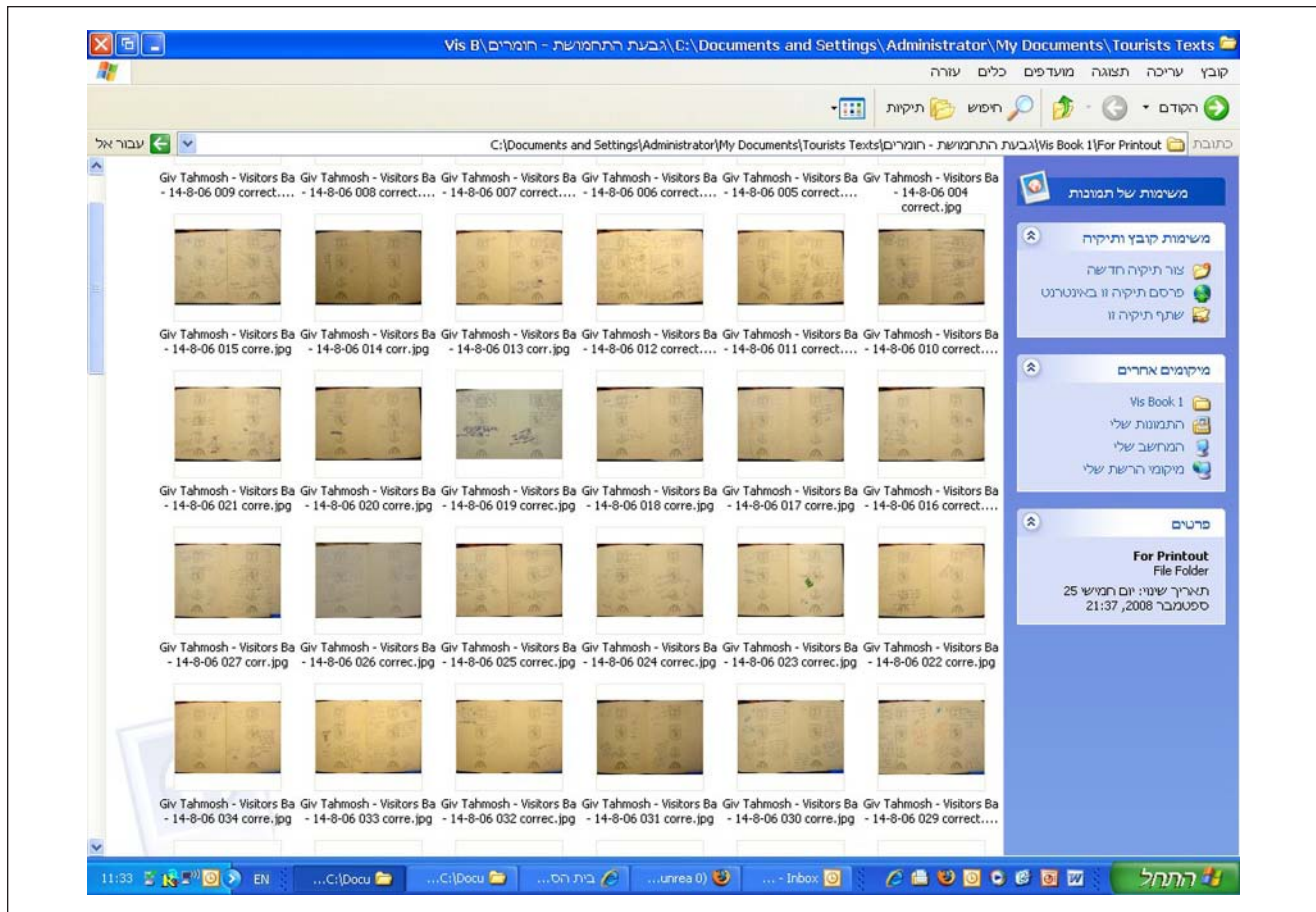 C:\Documents and Settings\Administrator\My Documents\Tourists Texts\גבעת התחמושת - חומרים\Vis B
קובץ עריכה תצוגה מועדפים כלים עזרה
הקודם חיפוש תיקיות
כתובת C:\Documents and Settings\Administrator\My Documents\Tourists Texts\גבעת התחמושת - חומרים\Vis Book 1\For Printout עבור אל
משימות של תמונות
משימות קובץ ותיקיה
צור תיקיה חדשה
פרסם תיקיה זו באינטרנט
שתף תיקיה זו
מיקומים אחרים
Vis Book 1
התמונות שלי
המחשב שלי
מיקומי הרשת שלי
פרטים
For Printout
File Folder
תאריך שינוי: יום חמישי 25
ספטמבר 2008, 21:37
Giv Tahmosh - Visitors Ba Giv Tahmosh - Visitors Ba Giv Tahmosh - Visitors Ba Giv Tahmosh - Visitors Ba Giv Tahmosh - Visitors Ba Giv Tahmosh - Visitors Ba
- 14-8-06 009 correct.... - 14-8-06 008 correct.... - 14-8-06 007 correct.... - 14-8-06 006 correct.... - 14-8-06 005 correct.... - 14-8-06 004
correct.jpg
Giv Tahmosh - Visitors Ba Giv Tahmosh - Visitors Ba Giv Tahmosh - Visitors Ba Giv Tahmosh - Visitors Ba Giv Tahmosh - Visitors Ba Giv Tahmosh - Visitors Ba
- 14-8-06 015 corre.jpg - 14-8-06 014 corr.jpg - 14-8-06 013 corr.jpg - 14-8-06 012 correct.... - 14-8-06 011 correct.... - 14-8-06 010 correct....
Giv Tahmosh - Visitors Ba Giv Tahmosh - Visitors Ba Giv Tahmosh - Visitors Ba Giv Tahmosh - Visitors Ba Giv Tahmosh - Visitors Ba Giv Tahmosh - Visitors Ba
- 14-8-06 021 corre.jpg - 14-8-06 020 corre.jpg - 14-8-06 019 correc.jpg - 14-8-06 018 corre.jpg - 14-8-06 017 correc.jpg - 14-8-06 016 correct....
Giv Tahmosh - Visitors Ba Giv Tahmosh - Visitors Ba Giv Tahmosh - Visitors Ba Giv Tahmosh - Visitors Ba Giv Tahmosh - Visitors Ba Giv Tahmosh - Visitors Ba
- 14-8-06 027 corr.jpg - 14-8-06 026 correc.jpg - 14-8-06 025 correc.jpg - 14-8-06 024 correc.jpg - 14-8-06 023 correc.jpg - 14-8-06 022 corre.jpg
Giv Tahmosh - Visitors Ba Giv Tahmosh - Visitors Ba Giv Tahmosh - Visitors Ba Giv Tahmosh - Visitors Ba Giv Tahmosh - Visitors Ba Giv Tahmosh - Visitors Ba
- 14-8-06 034 corre.jpg - 14-8-06 033 corre.jpg - 14-8-06 032 correc.jpg - 14-8-06 031 corre.jpg - 14-8-06 030 corre.jpg - 14-8-06 029 correct....
התחל
... - Inbox
...unrea 0)
בית הס...
...C:\Docu
...C:\Docu
EN
11:33